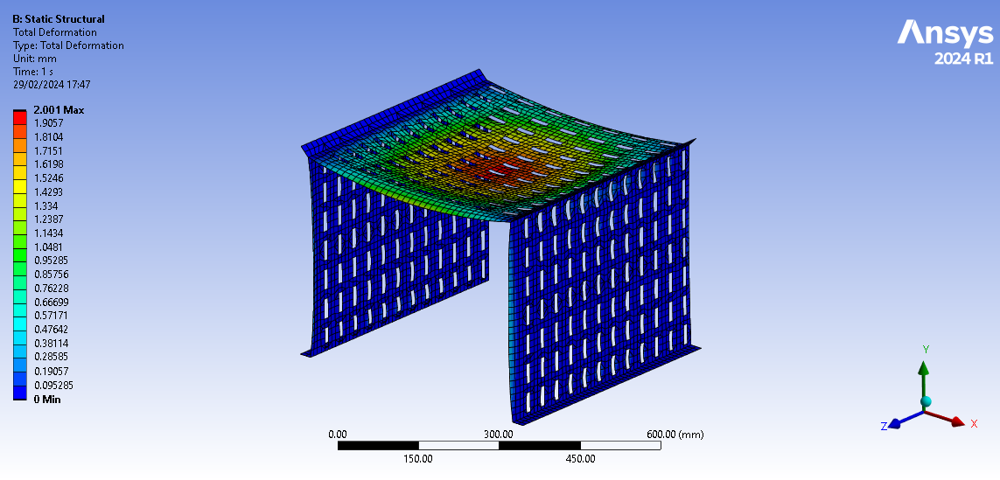 B: Static Structural
Total Deformation
Type: Total Deformation
Unit: mm
Time: 1 s
29/02/2024 17:47
Ansys
2024 R1
2.001 Max
1.9057
1.8104
1.7151
1.6198
1.5246
1.4293
1.334
1.2387
1.1434
1.0481
0.95285
0.85756
0.76228
0.66699
0.57171
0.47642
0.38114
0.28585
0.19057
0.095285
0 Min
0.00 300.00 600.00 (mm)
150.00 450.00
Y
Z X